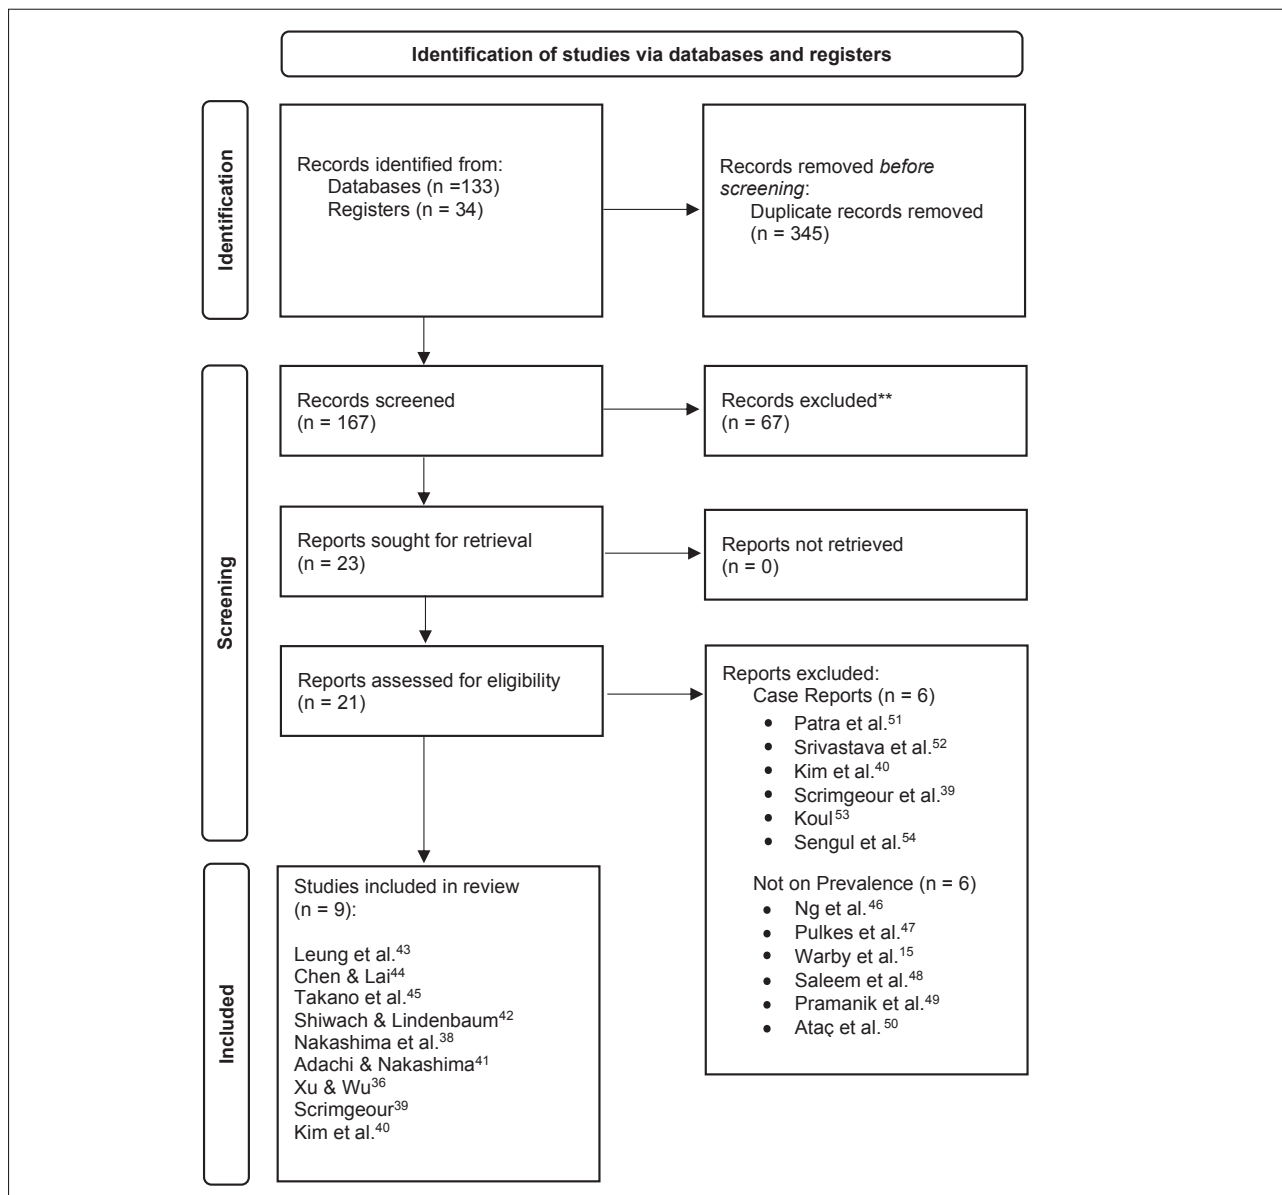 Identification of studies via databases and registers
Identification
Records identified from:
Databases (n =133)
Registers (n = 34)
Records removed before
screening:
Duplicate records removed
(n = 345)
Screening
Records screened
(n = 167)
Records excluded**
(n = 67)
Reports sought for retrieval
(n = 23)
Reports not retrieved
(n = 0)
Reports assessed for eligibility
(n = 21)
Reports excluded:
Case Reports (n = 6)
• Patra et al.51
• Srivastava et al.52
• Kim et al.40
• Scrimgeour et al.39
• Koul53
• Sengul et al.54
Not on Prevalence (n = 6)
• Ng et al.46
• Pulkes et al.47
• Warby et al.15
• Saleem et al.48
• Pramanik et al.49
• Ataç et al.50
Included
Studies included in review
(n = 9):
Leung et al.43
Chen & Lai44
Takano et al.45
Shiwach & Lindenbaum42
Nakashima et al.38
Adachi & Nakashima41
Xu & Wu36
Scrimgeour39
Kim et al.40